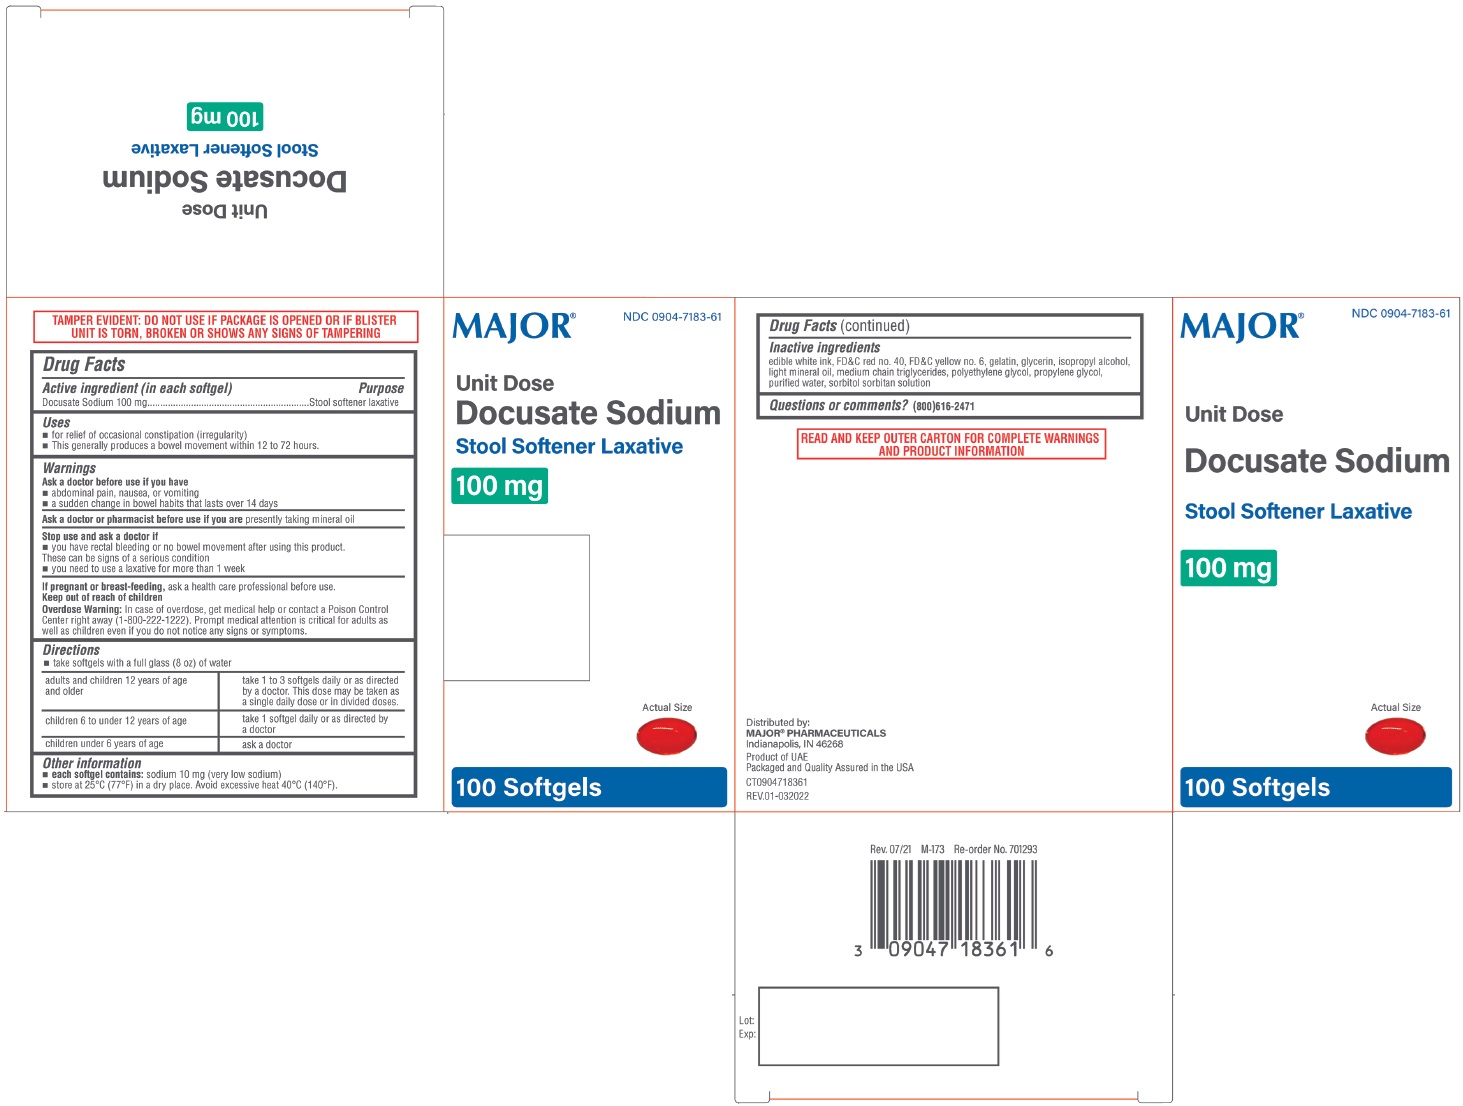 Unit Dose
Docusate Sodium
Stool Softener Laxative
100 mg
TAMPER EVIDENT: DO NOT USE IF PACKAGE IS OPENED OR IF BLISTER
UNIT IS TORN, BROKEN OR SHOWS ANY SIGNS OF TAMPERING
Drug Facts
Active ingredient (in each softgel) Purpose
Docusate Sodium 100 mg..............................................................Stool softener laxative
Uses
■ for relief of occasional constipation (irregularity)
■ This generally produces a bowel movement within 12 to 72 hours.
Warnings
Ask a doctor before use if you have
■ abdominal pain, nausea, or vomiting
■ a sudden change in bowel habits that lasts over 14 days
Ask a doctor or pharmacist before use if you are presently taking mineral oil
Stop use and ask a doctor if
■ you have rectal bleeding or no bowel movement after using this product.
These can be signs of a serious condition
■ you need to use a laxative for more than 1 week
If pregnant or breast-feeding, ask a health care professional before use.
Keep out of reach of children
Overdose Warning: In case of overdose, get medical help or contact a Poison Control
Center right away (1-800-222-1222). Prompt medical attention is critical for adults as
well as children even if you do not notice any signs or symptoms.
Directions
■ take softgels with a full glass (8 oz) of water
adults and children 12 years of age
and older
take 1 to 3 softgels daily or as directed
by a doctor. This dose may be taken as
a single daily dose or in divided doses.
children 6 to under 12 years of age
take 1 softgel daily or as directed by
a doctor
children under 6 years of age
ask a doctor
Other information
■ each softgel contains: sodium 10 mg (very low sodium)
■ store at 25°C (77°F) in a dry place. Avoid excessive heat 40°C (140°F).
MAJOR®
NDC 0904-7183-61
Unit Dose
Docusate Sodium
Stool Softener Laxative
100 mg
Actual Size
100 Softgels
Drug Facts (continued)
Inactive ingredients
edible white ink, FD&C red no. 40, FD&C yellow no. 6, gelatin, glycerin, isopropyl alcohol,
light mineral oil, medium chain triglycerides, polyethylene glycol, propylene glycol,
purified water, sorbitol sorbitan solution
Questions or comments? (800)616-2471
READ AND KEEP OUTER CARTON FOR COMPLETE WARNINGS
AND PRODUCT INFORMATION
Distributed by:
MAJOR® PHARMACEUTICALS
Indianapolis, IN 46268
Product of UAE
Packaged and Quality Assured in the USA
CT0904718361
REV.01-032022
MAJOR®
NDC 0904-7183-61
Unit Dose
Docusate Sodium
Stool Softener Laxative
100 mg
Actual Size
100 Softgels
Rev. 07/21 M-173 Re-order No. 701293
3 09047 18361 6
Lot:
Exp: